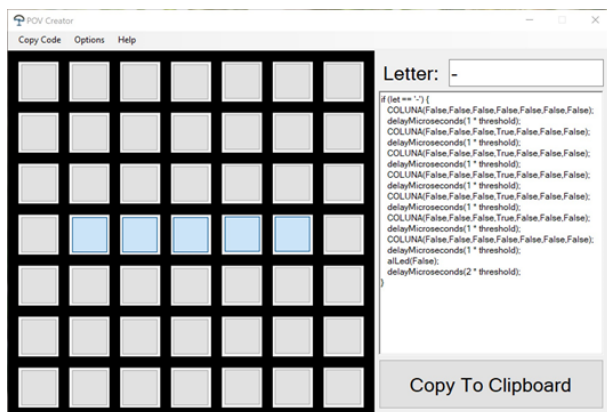 POV Creator
Copy Code Options Help
Letter: -
if (let == '-') {
COLUNA(False,False,False,False,False,False,False);
delayMicroseconds(1 * threshold);
COLUNA(False,False,False,True,False,False,False);
delayMicroseconds(1 * threshold);
COLUNA(False,False,False,True,False,False,False);
delayMicroseconds(1 * threshold);
COLUNA(False,False,False,True,False,False,False);
delayMicroseconds(1 * threshold);
COLUNA(False,False,False,True,False,False,False);
delayMicroseconds(1 * threshold);
COLUNA(False,False,False,True,False,False,False);
delayMicroseconds(1 * threshold);
COLUNA(False,False,False,False,False,False,False);
delayMicroseconds(1 * threshold);
alLed(False);
delayMicroseconds(2 * threshold);
}
Copy To Clipboard